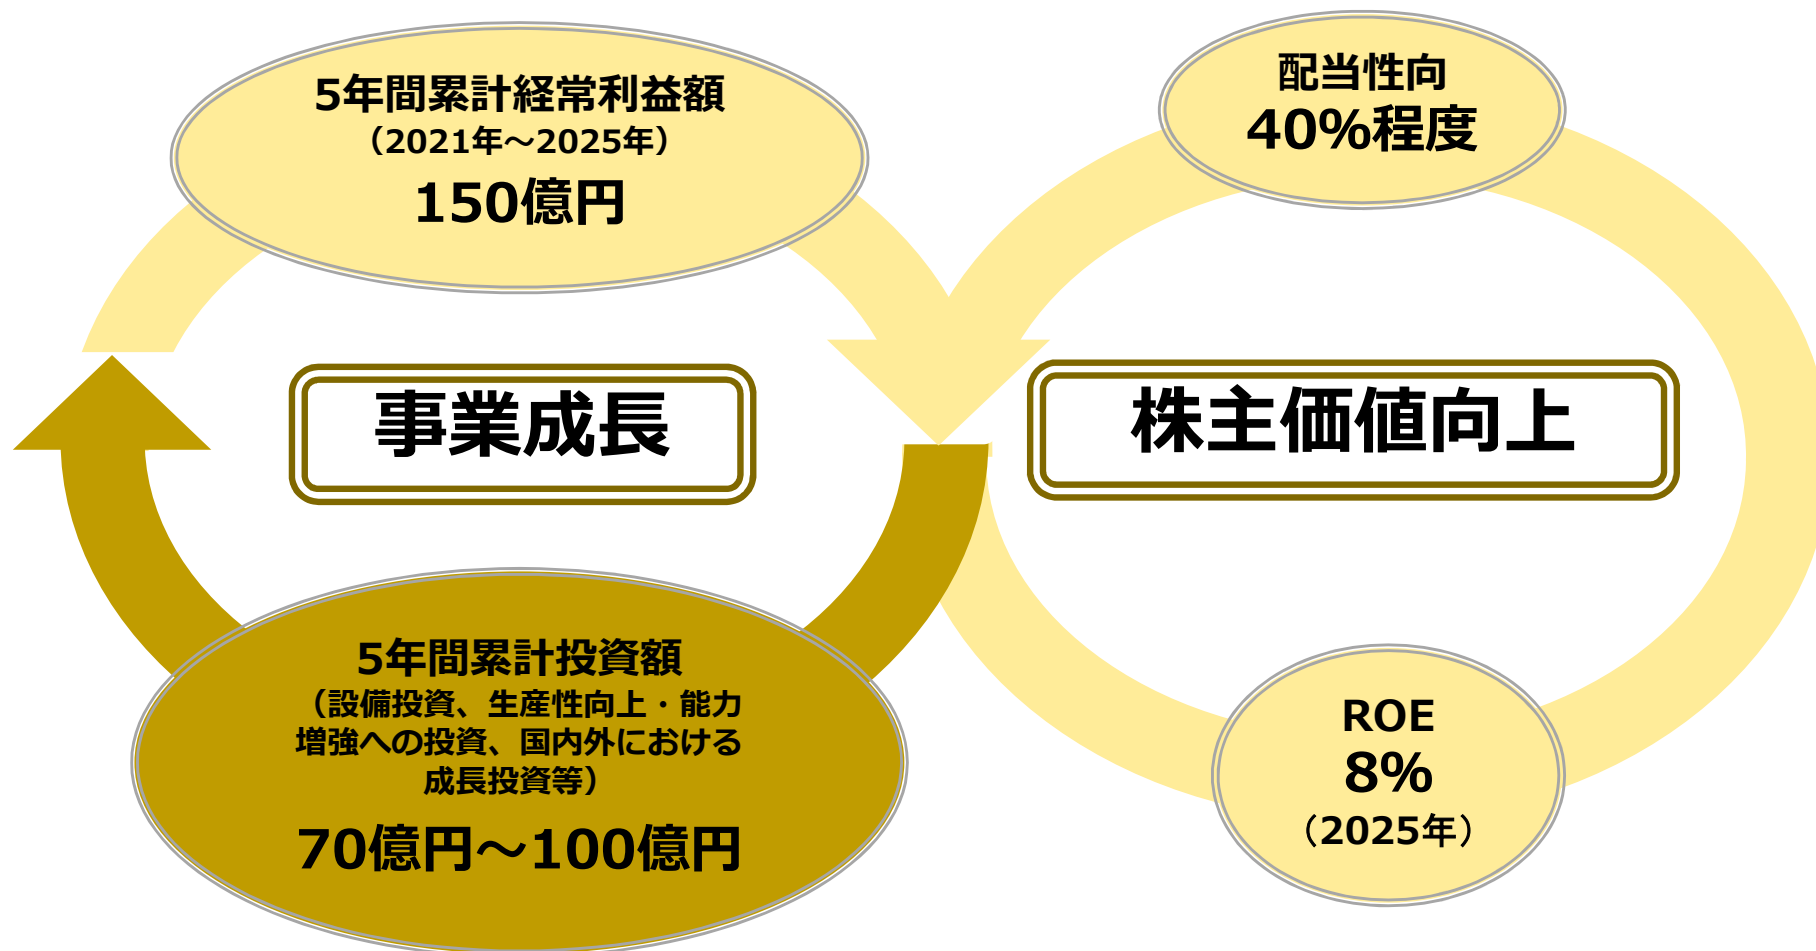 5年間累計経常利益額
（2021年～2025年）
150億円
配当性向
40%程度
事業成長
株主価値向上
5年間累計投資額
（設備投資、生産性向上・能力
増強への投資、国内外における
成長投資等）
70億円～100億円
ROE
8%
（2025年）